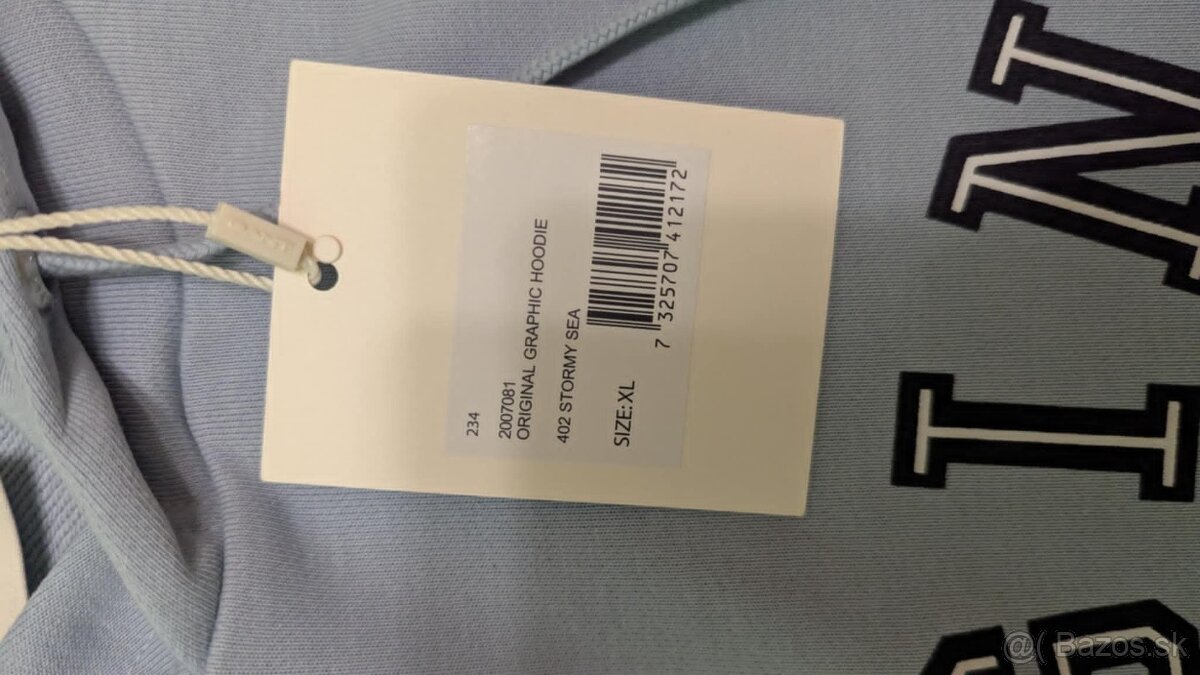 234
2007081
ORIGINAL GRAPHIC HOODIE
402 STORMY SEA
SIZE:XL
7 325707 412172
I
@( Bazos.sk